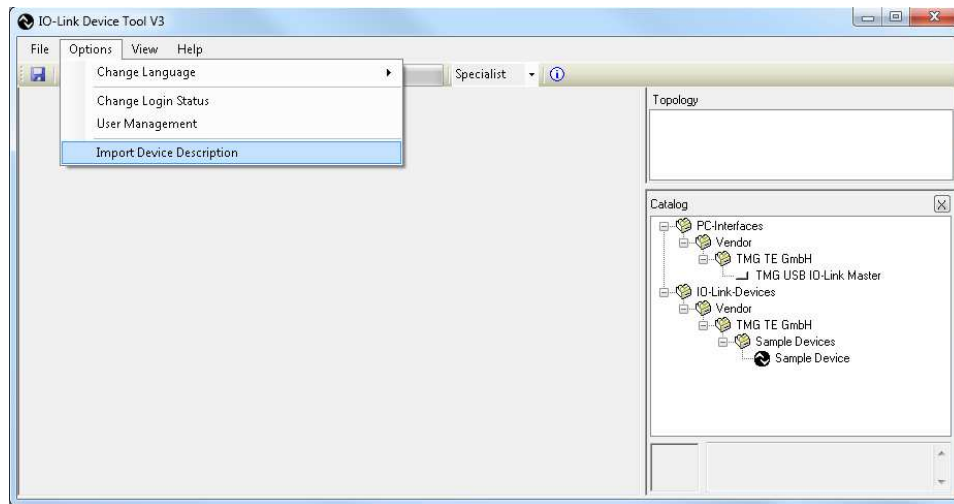 IO-Link Device Tool V3
File Options View Help
Change Language
Specialist
Change Login Status
User Management
Import Device Description
Topology
Catalog
PC-Interfaces
Vendor
TMG TE GmbH
TMG USB IO-Link Master
IO-Link-Devices
Vendor
TMG TE GmbH
Sample Devices
Sample Device